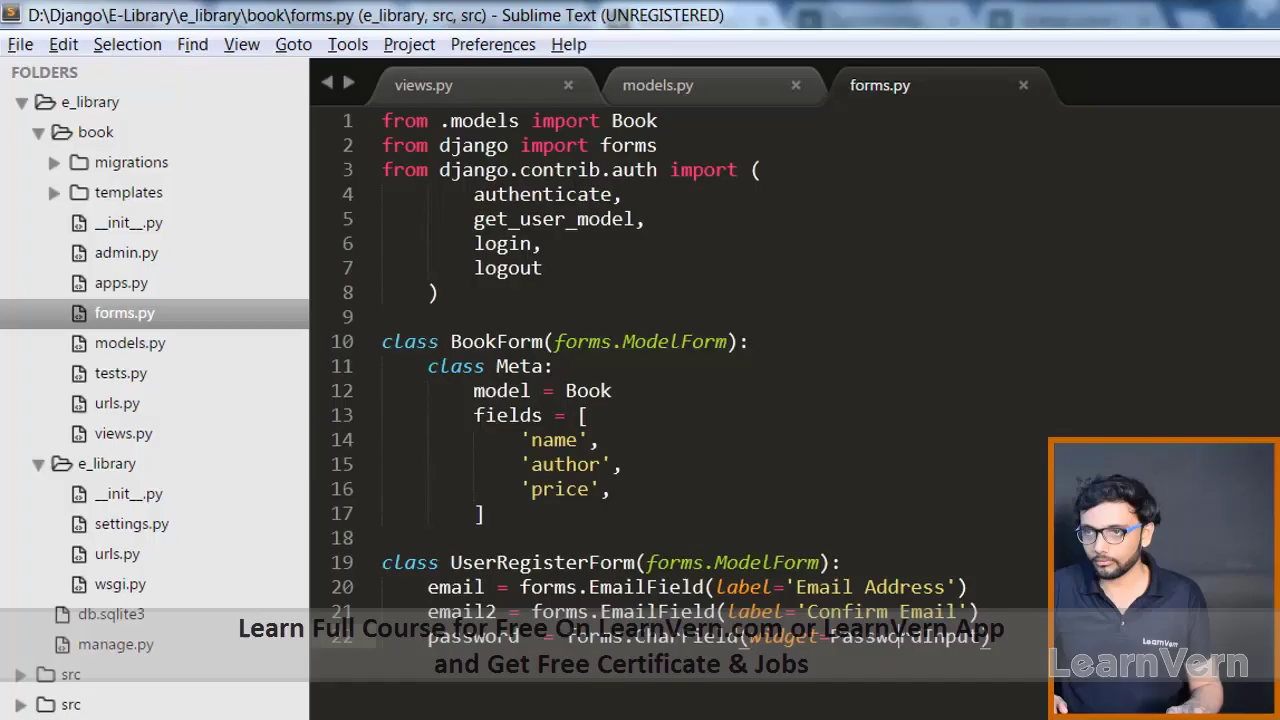 D:\Django\E-Library\e_library\book\forms.py (e_library, src, src) - Sublime Text (UNREGISTERED)
File Edit Selection Find View Goto Tools Project Preferences Help
FOLDERS
e_library
book
migrations
templates
__init__.py
admin.py
apps.py
forms.py
models.py
tests.py
urls.py
views.py
e_library
__init__.py
settings.py
urls.py
wsgi.py
db.sqlite3
manage.py
src
src
views.py models.py forms.py
1 from .models import Book
2 from django import forms
3 from django.contrib.auth import (
4 authenticate,
5 get_user_model,
6 login,
7 logout
8 )
9
10 class BookForm(forms.ModelForm):
11 class Meta:
12 model = Book
13 fields = [
14 'name',
15 'author',
16 'price',
17 ]
18
19 class UserRegisterForm(forms.ModelForm):
20 email = forms.EmailField(label='Email Address')
21 email2 = forms.EmailField(label='Confirm Email')
22 password = forms.CharField(widget=PasswordInput)
Learn Full Course for Free On LearnVern.com or LearnVern App
and Get Free Certificate & Jobs
LearnVern
LearnVern